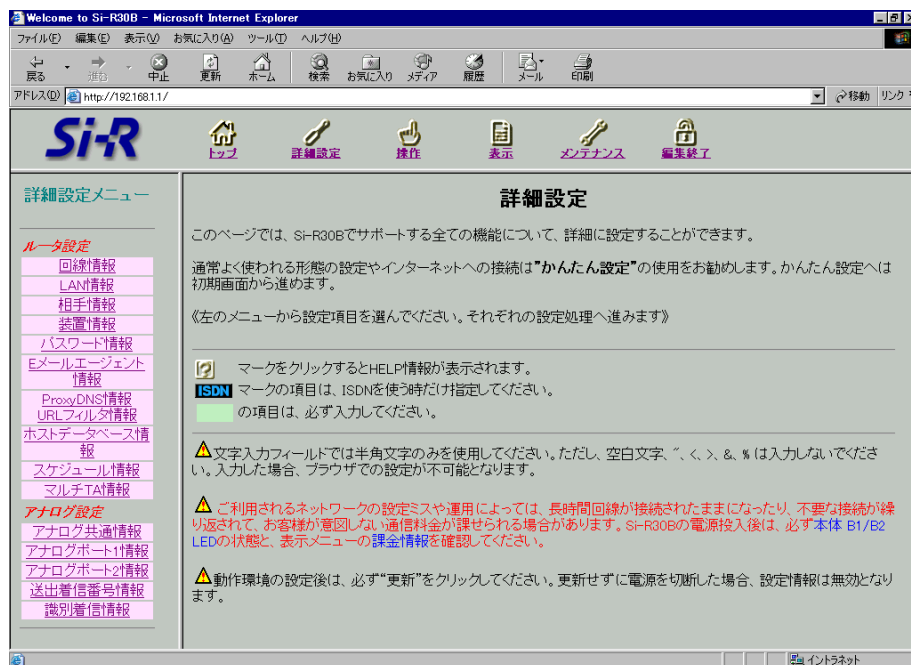 Welcome to Si-R30B - Microsoft Internet Explorer
ファイル(F) 編集(E) 表示(V) お気に入り(A) ツール(T) ヘルプ(H)
戻る 進む 中止 更新 ホーム 検索 お気に入り メディア 履歴 メール 印刷
アドレス(D) http://192.168.1.1/ 移動 リンク
Si-R
トップ 詳細設定 操作 表示 メンテナンス 編集終了
詳細設定メニュー
ルータ設定
回線情報
LAN情報
相手情報
装置情報
パスワード情報
Eメールエージェント
情報
ProxyDNS情報
URLフィルタ情報
ホストデータベース情
報
スケジュール情報
マルチTA情報
アナログ設定
アナログ共通情報
アナログポート1情報
アナログポート2情報
送出着信番号情報
識別着信情報
詳細設定
このページでは、Si-R30Bでサポートする全ての機能について、詳細に設定することができます。
通常よく使われる形態の設定やインターネットへの接続は"かんたん設定"の使用をお勧めします。かんたん設定へは
初期画面から進めます。
《左のメニューから設定項目を選んでください。それぞれの設定処理へ進みます》
? マークをクリックするとHELP情報が表示されます。
ISDN マークの項目は、ISDNを使う時だけ指定してください。
の項目は、必ず入力してください。
文字入力フィールドでは半角文字のみを使用してください。ただし、空白文字、"、<、>、&、% は入力しないでくださ
い。入力した場合、ブラウザでの設定が不可能となります。
ご利用されるネットワークの設定ミスや運用によっては、長時間回線が接続されたままになったり、不要な接続が繰
り返されて、お客様が意図しない通信料金が課せられる場合があります。Si-R30Bの電源投入後は、必ず本体 B1/B2
LEDの状態と、表示メニューの課金情報を確認してください。
動作環境の設定後は、必ず“更新”をクリックしてください。更新せずに電源を切断した場合、設定情報は無効となり
ます。
イントラネット